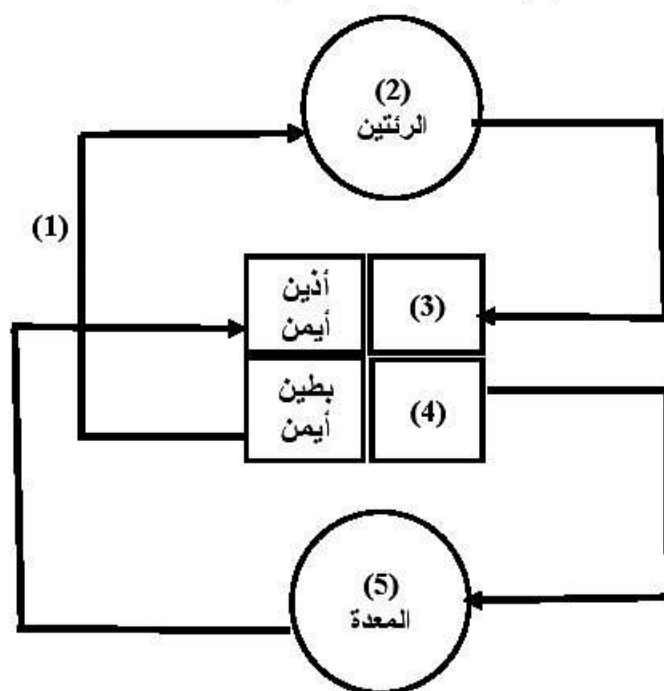 (2)
الرئتين
(1)
أذين
أيمن
(3)
بطين
أيمن
(4)
(5)
المعدة